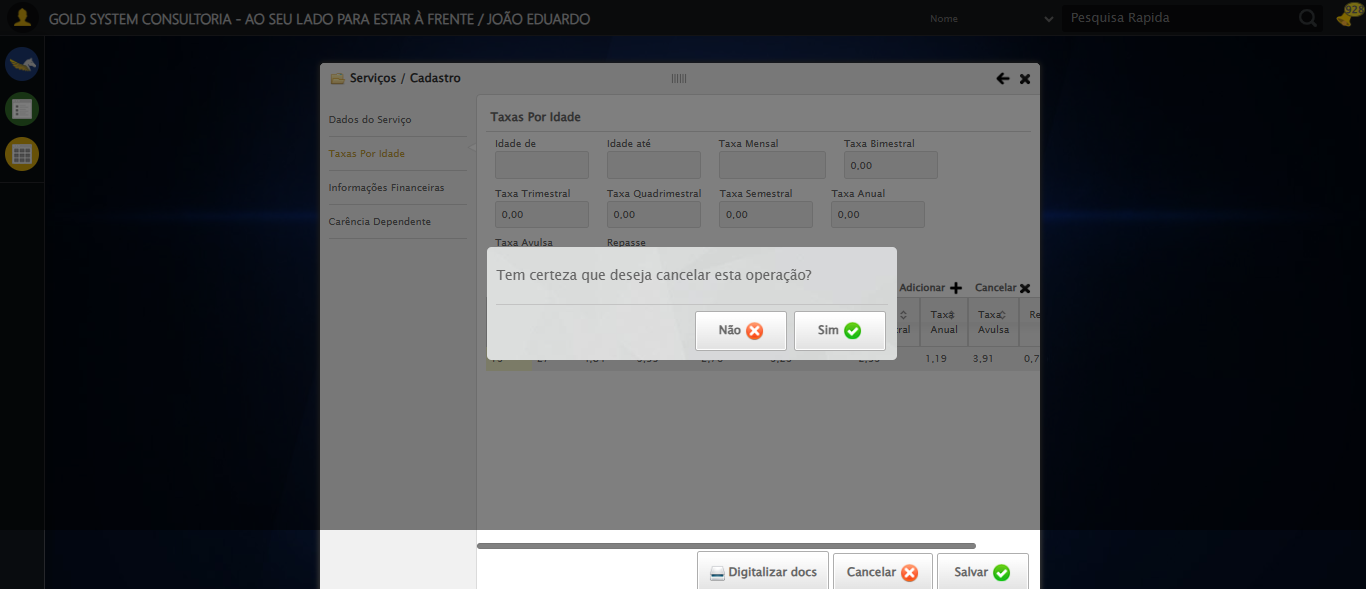 GOLD SYSTEM CONSULTORIA - AO SEU LADO PARA ESTAR À FRENTE / JOÃO EDUARDO
Nome
Pesquisa Rapida
928
Serviços / Cadastro
Dados do Serviço
Taxas Por Idade
Informações Financeiras
Carência Dependente
Taxas Por Idade
Idade de Idade até Taxa Mensal Taxa Bimestral
0,00
Taxa Trimestral Taxa Quadrimestral Taxa Semestral Taxa Anual
0,00 0,00 0,00 0,00
Taxa Avulsa Repasse
Tem certeza que deseja cancelar esta operação?
Não Sim
Adicionar Cancelar
Taxa Anual
Taxa Avulsa
1,19 3,91
Digitalizar docs Cancelar Salvar